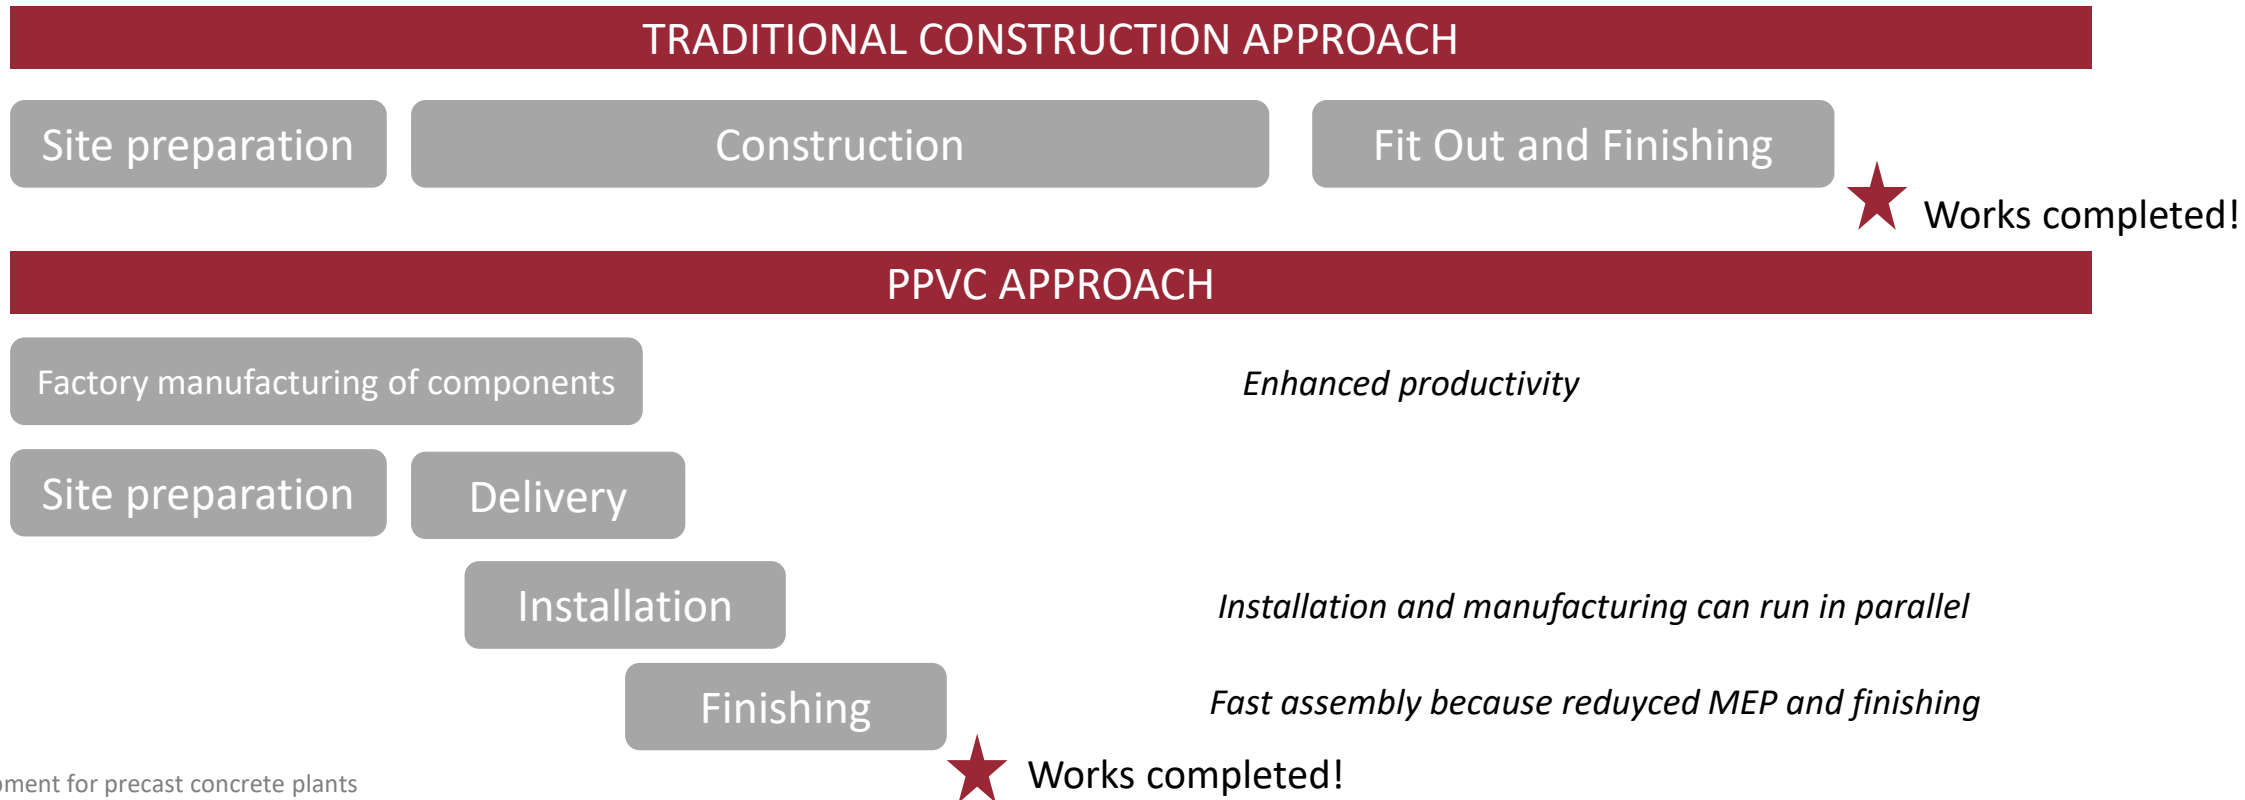 TRADITIONAL CONSTRUCTION APPROACH
Site preparation
Construction
Fit Out and Finishing
Works completed!
PPVC APPROACH
Factory manufacturing of components
Enhanced productivity
Site preparation
Delivery
Installation
Installation and manufacturing can run in parallel
Finishing
Fast assembly because reduyced MEP and finishing
Works completed!
for precast concrete plants